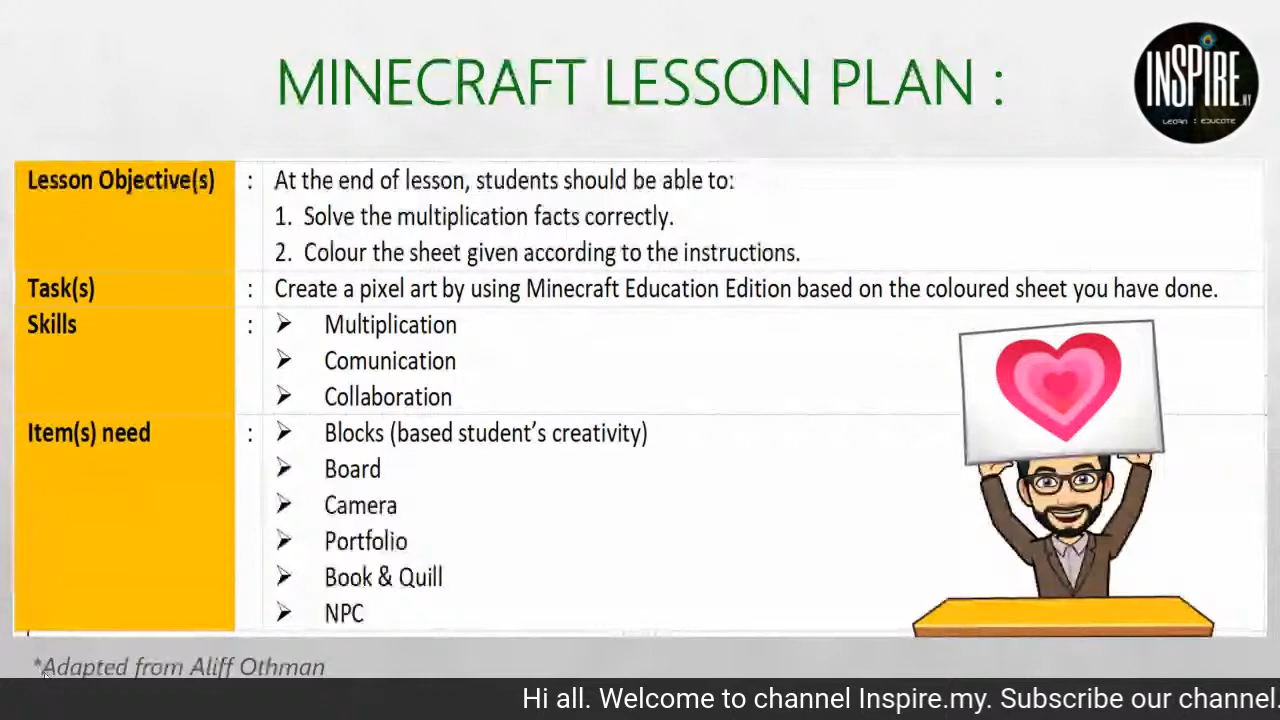 MINECRAFT LESSON PLAN :
INSPIRE.MY
LEARN : EDUCATE
Lesson Objective(s) : At the end of lesson, students should be able to:
1. Solve the multiplication facts correctly.
2. Colour the sheet given according to the instructions.
Task(s) : Create a pixel art by using Minecraft Education Edition based on the coloured sheet you have done.
Skills : ➢ Multiplication
➢ Comunication
➢ Collaboration
Item(s) need : ➢ Blocks (based student’s creativity)
➢ Board
➢ Camera
➢ Portfolio
➢ Book & Quill
➢ NPC
*Adapted from Aliff Othman
Hi all. Welcome to channel Inspire.my. Subscribe our channel.